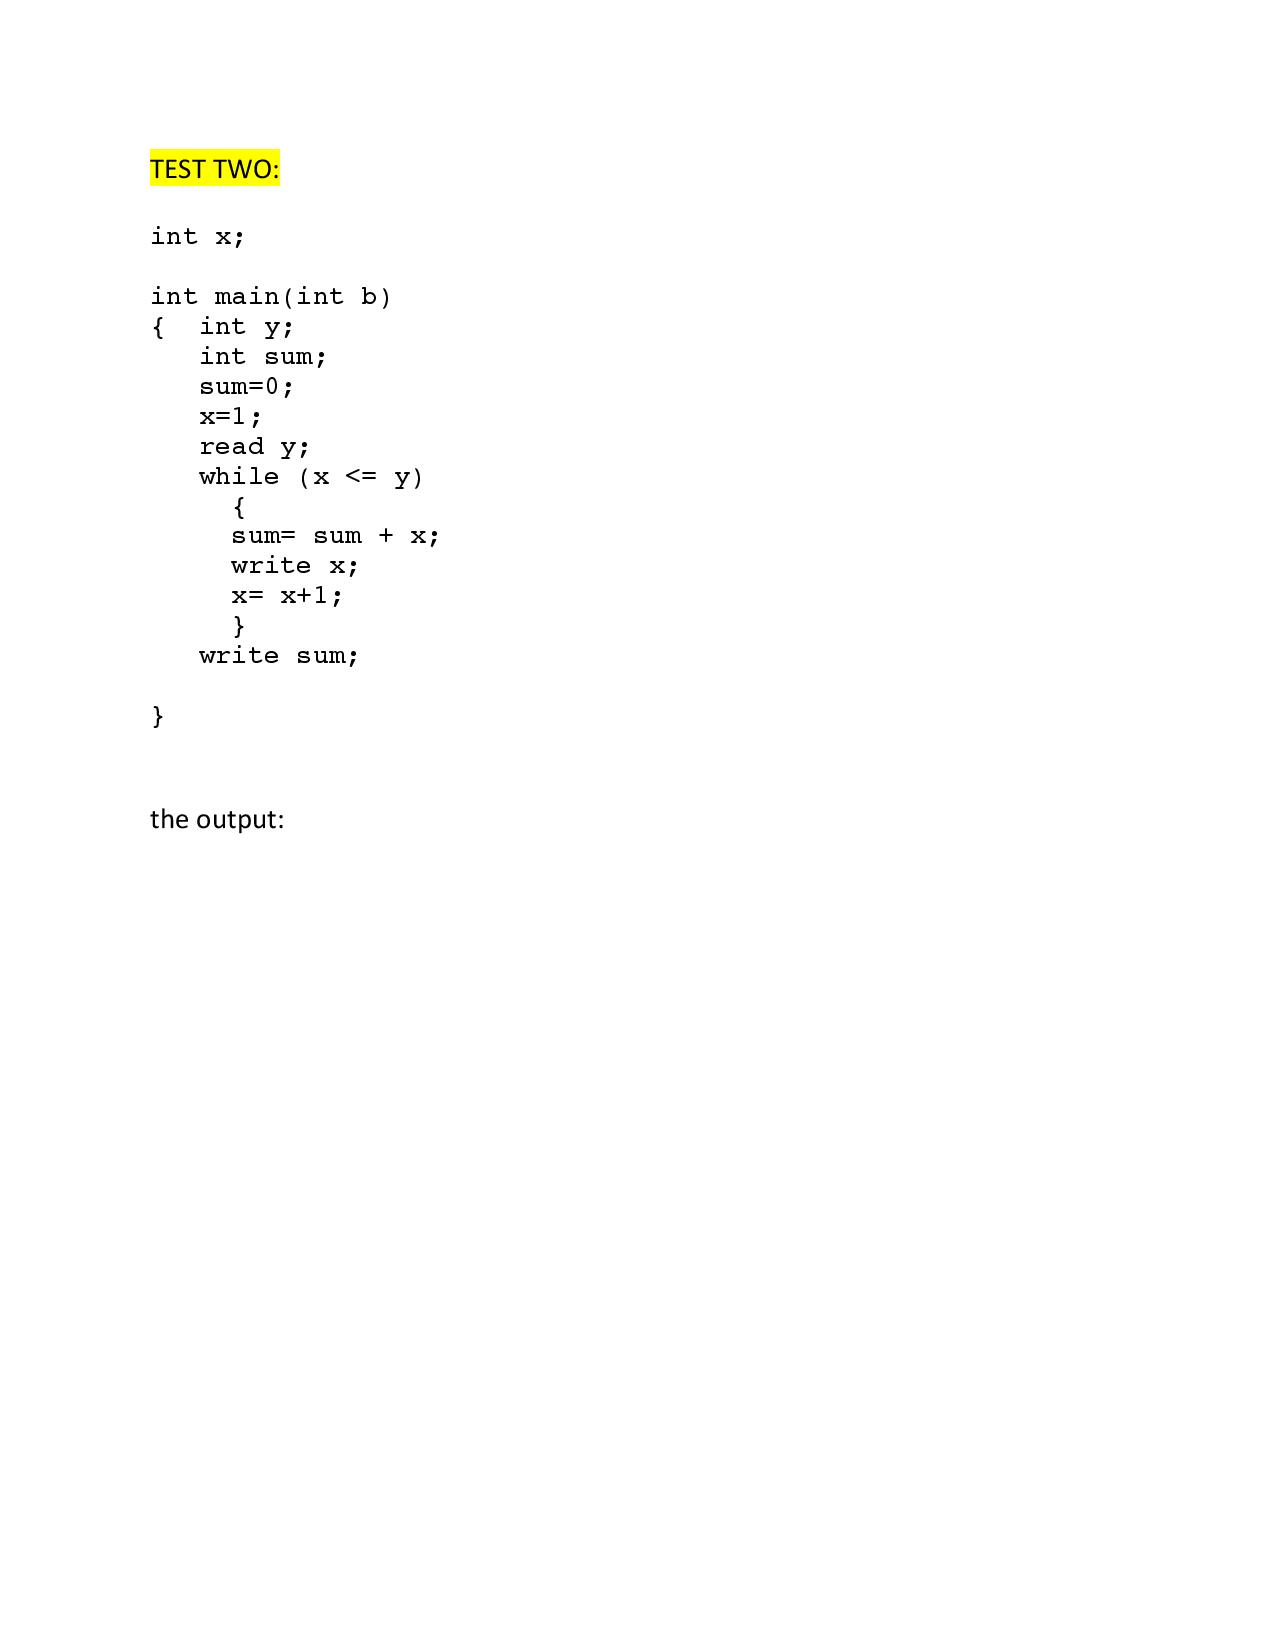 TEST TWO:
int x;
int main(int b)
{  int y;
   int sum;
   sum=0;
   x=1;
   read y;
   while (x <= y)
     {
     sum= sum + x;
     write x;
     x= x+1;
     }
   write sum;
}
the output: